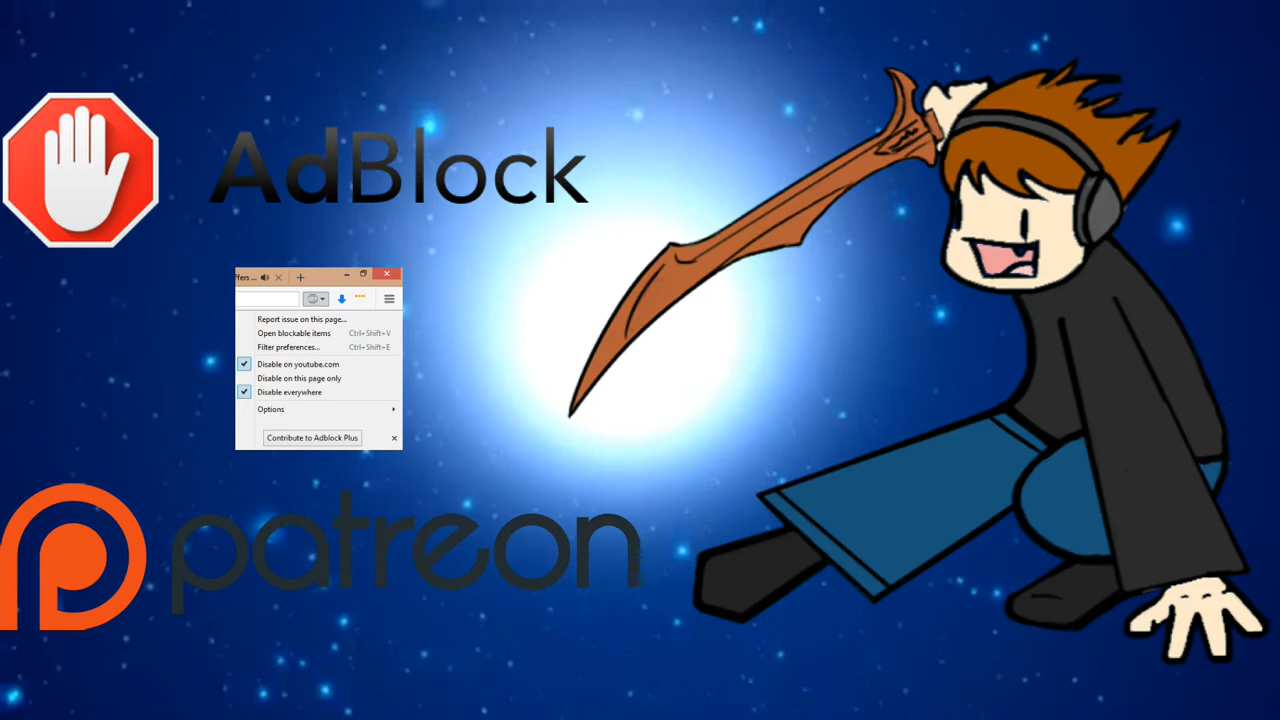 AdBlock
ffers ...
Report issue on this page...
Open blockable items Ctrl+Shift+V
Filter preferences... Ctrl+Shift+E
Disable on youtube.com
Disable on this page only
Disable everywhere
Options
Contribute to Adblock Plus
patreon